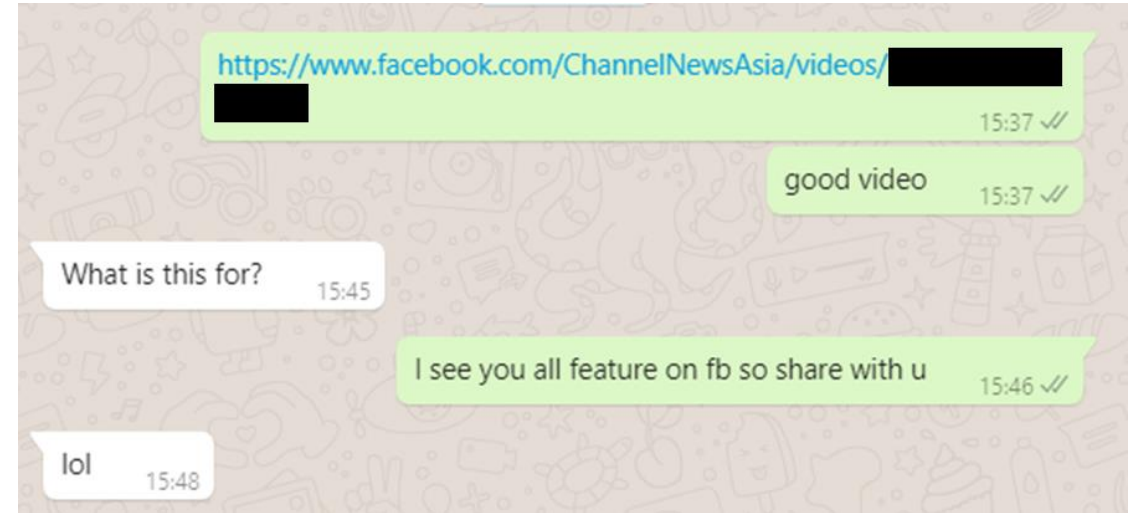 https://www.facebook.com/ChannelNewsAsia/videos/
15:37
good video
15:37
What is this for?
15:45
I see you all feature on fb so share with u
15:46
lol
15:48